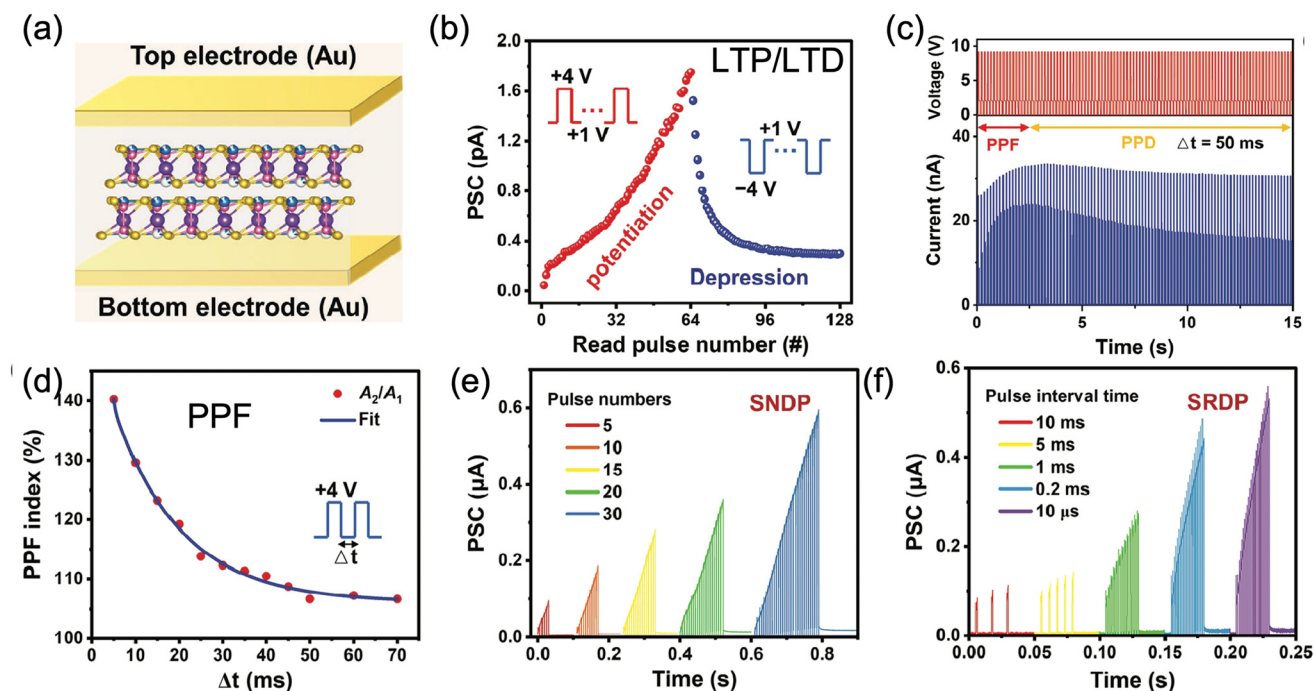 (a)
Top electrode (Au)
Bottom electrode (Au)
(b)
LTP/LTD
+4 V
+1 V
+1 V
−4 V
potentiation
Depression
PSC (pA)
2.0
1.6
1.2
0.8
0.4
0.0
0 32 64 96 128
Read pulse number (#)
(c)
Voltage (V)
10
5
0
PPF PPD △t = 50 ms
Current (nA)
40
20
0
0 5 10 15
Time (s)
(d)
PPF
A2/A1
Fit
+4 V
△t
PPF index (%)
140
130
120
110
100
0 10 20 30 40 50 60 70
Δt (ms)
(e)
Pulse numbers
SNDP
5
10
15
20
30
PSC (μA)
0.6
0.4
0.2
0.0
0.0 0.2 0.4 0.6 0.8
Time (s)
(f)
Pulse interval time
SRDP
10 ms
5 ms
1 ms
0.2 ms
10 μs
PSC (μA)
0.6
0.4
0.2
0.0
0.00 0.05 0.10 0.15 0.20 0.25
Time (s)